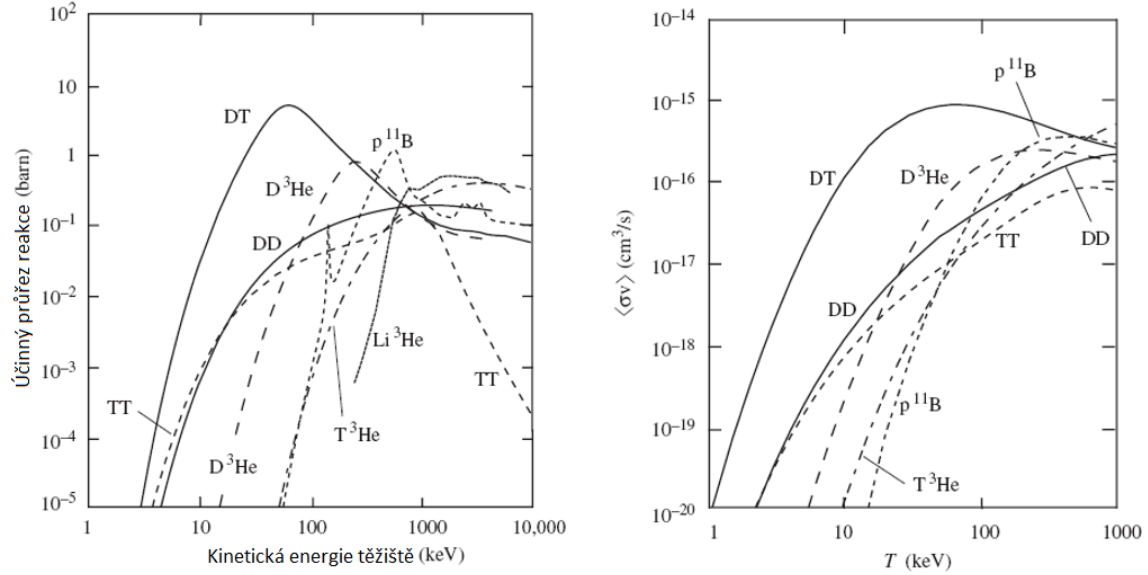 10²
10
1
10⁻¹
10⁻²
10⁻³
10⁻⁴
10⁻⁵
Účinný průřez reakce (barn)
DT
p ¹¹B
D ³He
DD
Li ³He
TT
TT
T ³He
D ³He
1
10
100
1000
10,000
Kinetická energie těžiště (keV)
10⁻¹⁴
10⁻¹⁵
10⁻¹⁶
10⁻¹⁷
10⁻¹⁸
10⁻¹⁹
10⁻²⁰
⟨σv⟩ (cm³/s)
p ¹¹B
D ³He
DT
DD
TT
DD
p ¹¹B
T ³He
1
10
100
1000
T (keV)